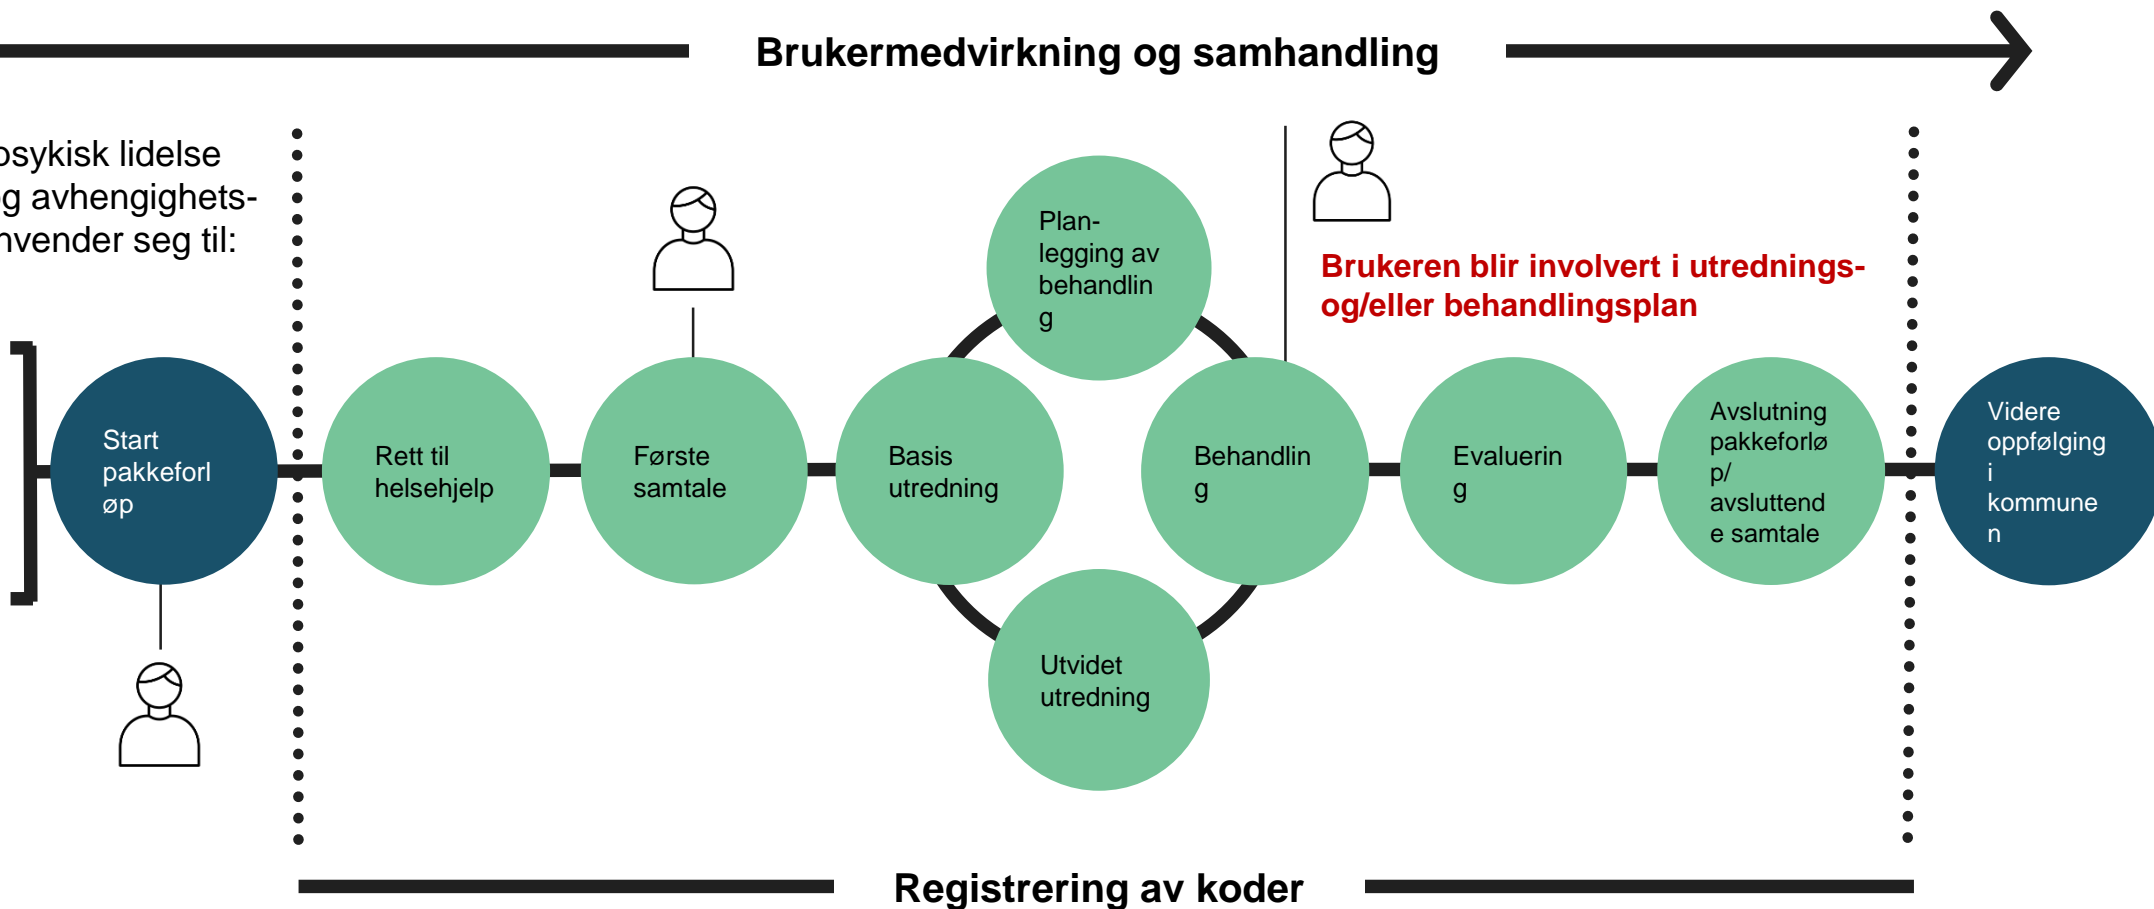 Brukermedvirkning og samhandling
psykisk lidelse
og avhengighets-
nvender seg til:
Brukeren blir involvert i utrednings-
og/eller behandlingsplan
Start
pakkeforl
øp
Rett til
helsehjelp
Første
samtale
Basis
utredning
Plan-
legging av
behandlin
g
Utvidet
utredning
Behandlin
g
Evaluerin
g
Avslutning
pakkeforlø
p/
avsluttend
e samtale
Videre
oppfølging
i
kommune
n
Registrering av koder